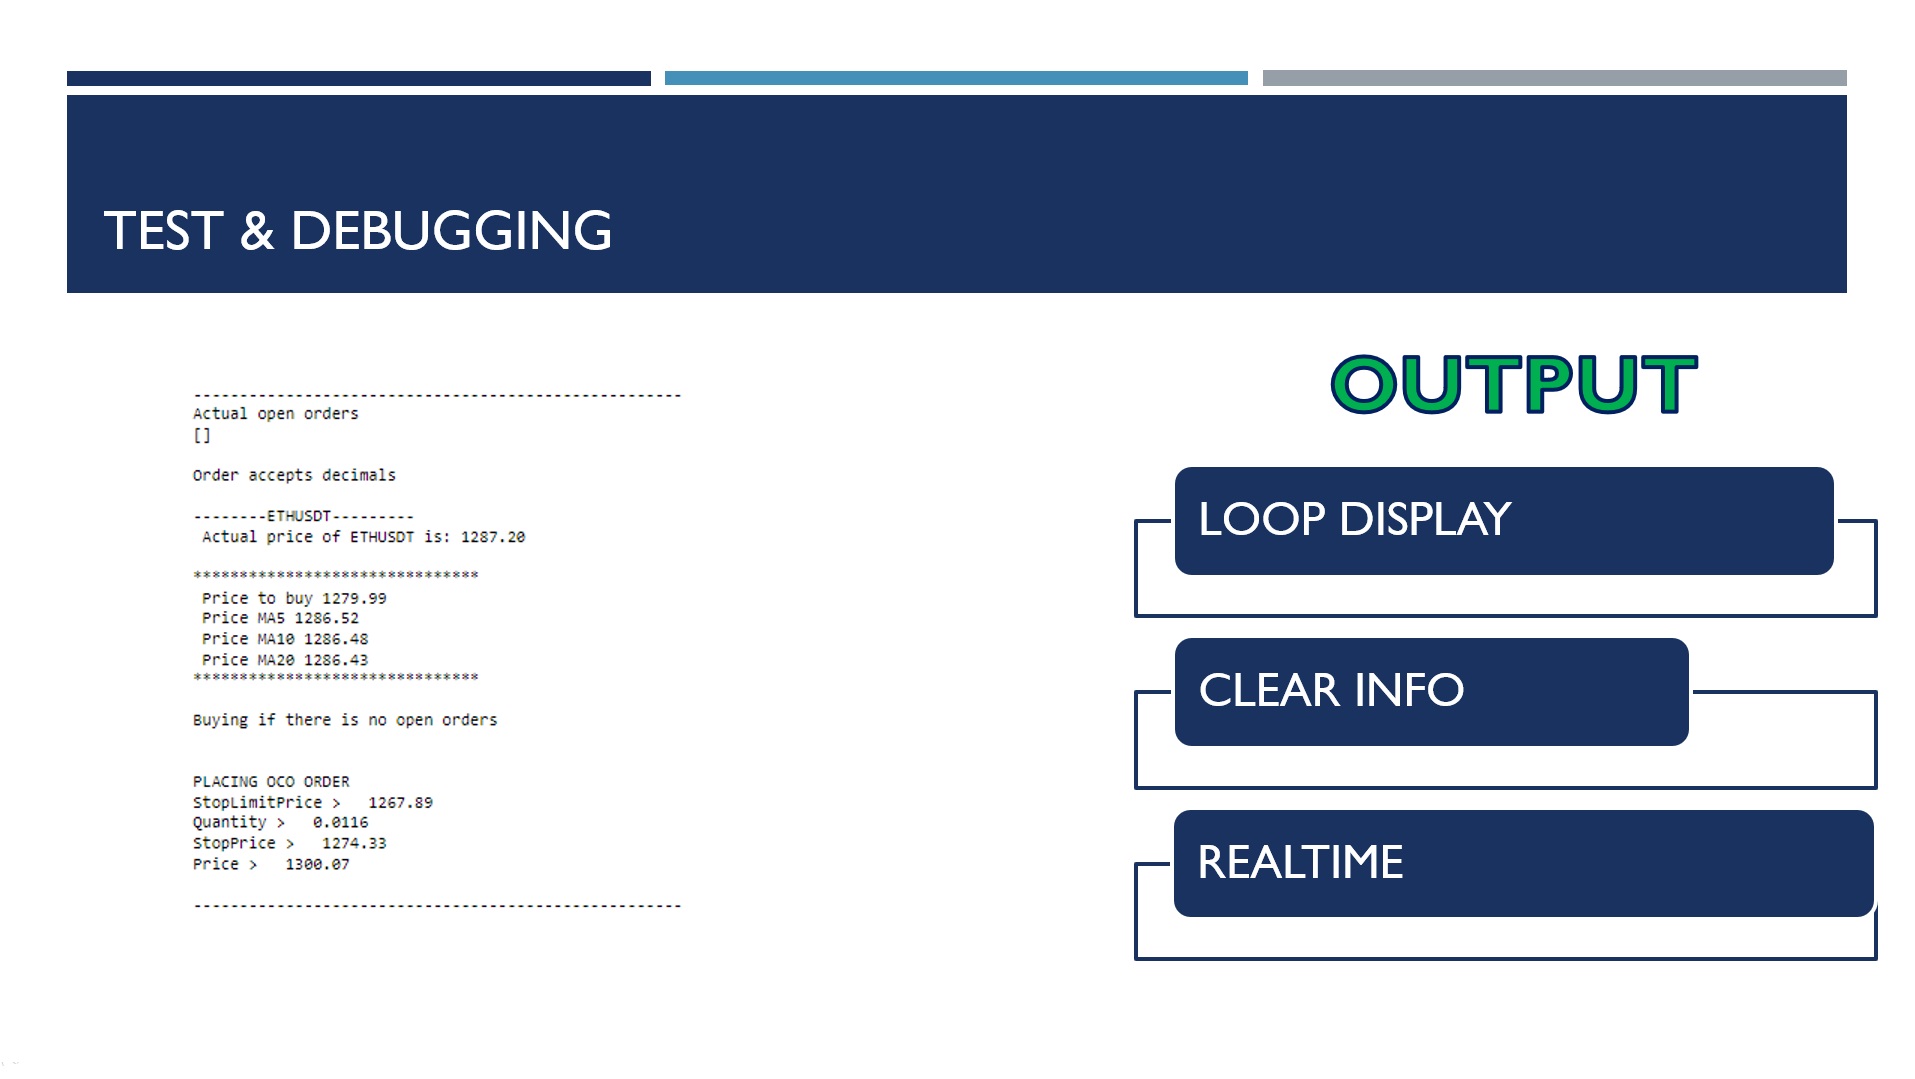 TEST & DEBUGGING
----------------------------------------------------- 
Actual open orders
[]
Order accepts decimals
--------ETHUSDT---------
Actual price of ETHUSDT is: 1287.20
*******************************
Price to buy 1279.99
Price MA5 1286.52
Price MA10 1286.48
Price MA20 1286.43
*******************************
Buying if there is no open orders
PLACING OCO ORDER
StopLimitPrice > 1267.89
Quantity > 0.0116
StopPrice > 1274.33
Price > 1300.07
-----------------------------------------------------
OUTPUT
LOOP DISPLAY
CLEAR INFO
REALTIME